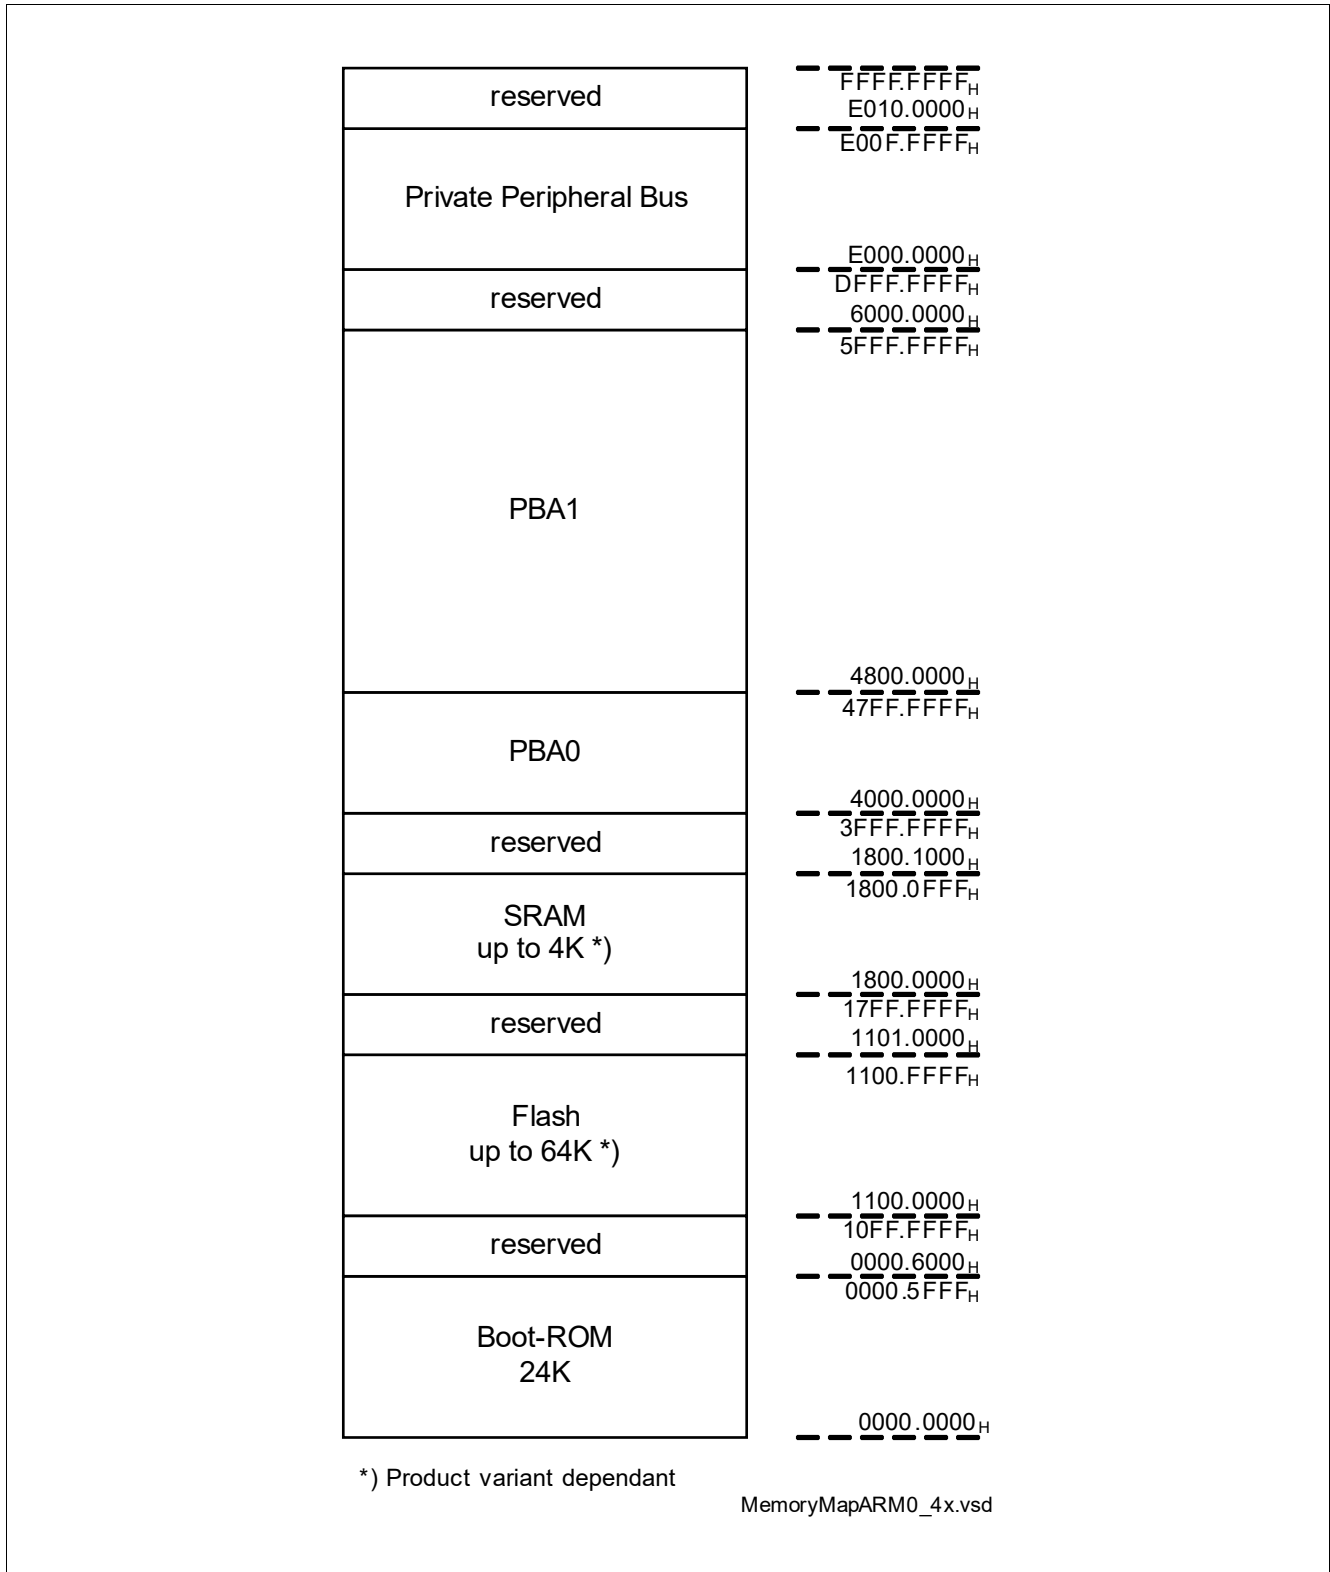 reserved
FFFF.FFFFH
E010.0000H
E00F.FFFFH
Private Peripheral Bus
E000.0000H
DFFF.FFFFH
reserved
6000.0000H
5FFF.FFFFH
PBA1
4800.0000H
47FF.FFFFH
PBA0
4000.0000H
3FFF.FFFFH
reserved
1800.1000H
1800.0FFFH
SRAM
up to 4K *)
1800.0000H
17FF.FFFFH
reserved
1101.0000H
1100.FFFFH
Flash
up to 64K *)
1100.0000H
10FF.FFFFH
reserved
0000.6000H
0000.5FFFH
Boot-ROM
24K
0000.0000H
*) Product variant dependant
MemoryMapARM0_4x.vsd